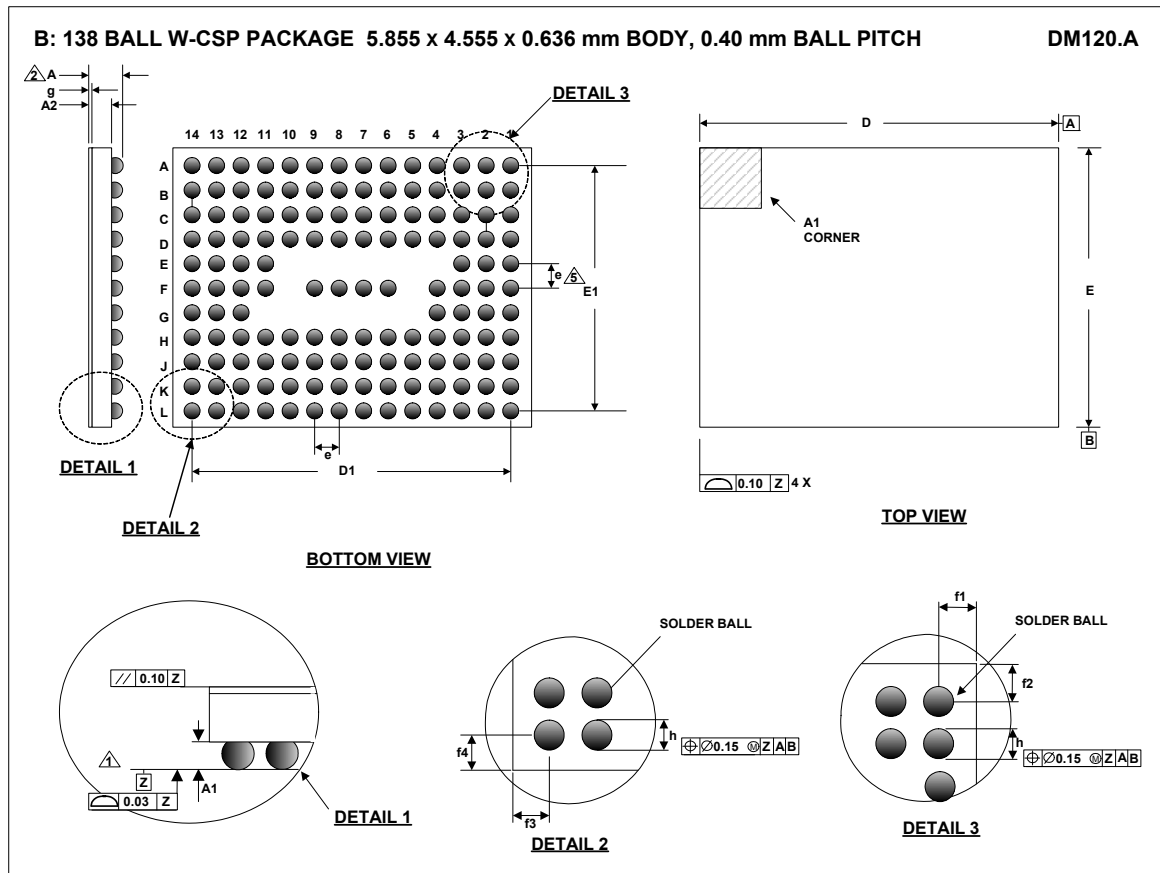 B: 138 BALL W-CSP PACKAGE 5.855 x 4.555 x 0.636 mm BODY, 0.40 mm BALL PITCH DM120.A
2 A
g
A2
DETAIL 3
14 13 12 11 10 9 8 7 6 5 4 3 2 1
A
B
C
D
E
F
G
H
J
K
L
e 5
E1
e
D1
DETAIL 1
DETAIL 2
BOTTOM VIEW
D
A
A1
CORNER
E
B
0.10 Z 4 X
TOP VIEW
// 0.10 Z
1
Z
A1
0.03 Z
DETAIL 1
SOLDER BALL
h
⌖ Ø0.15 Ⓜ Z A B
f4
f3
DETAIL 2
f1
SOLDER BALL
f2
h
⌖ Ø0.15 Ⓜ Z A B
DETAIL 3